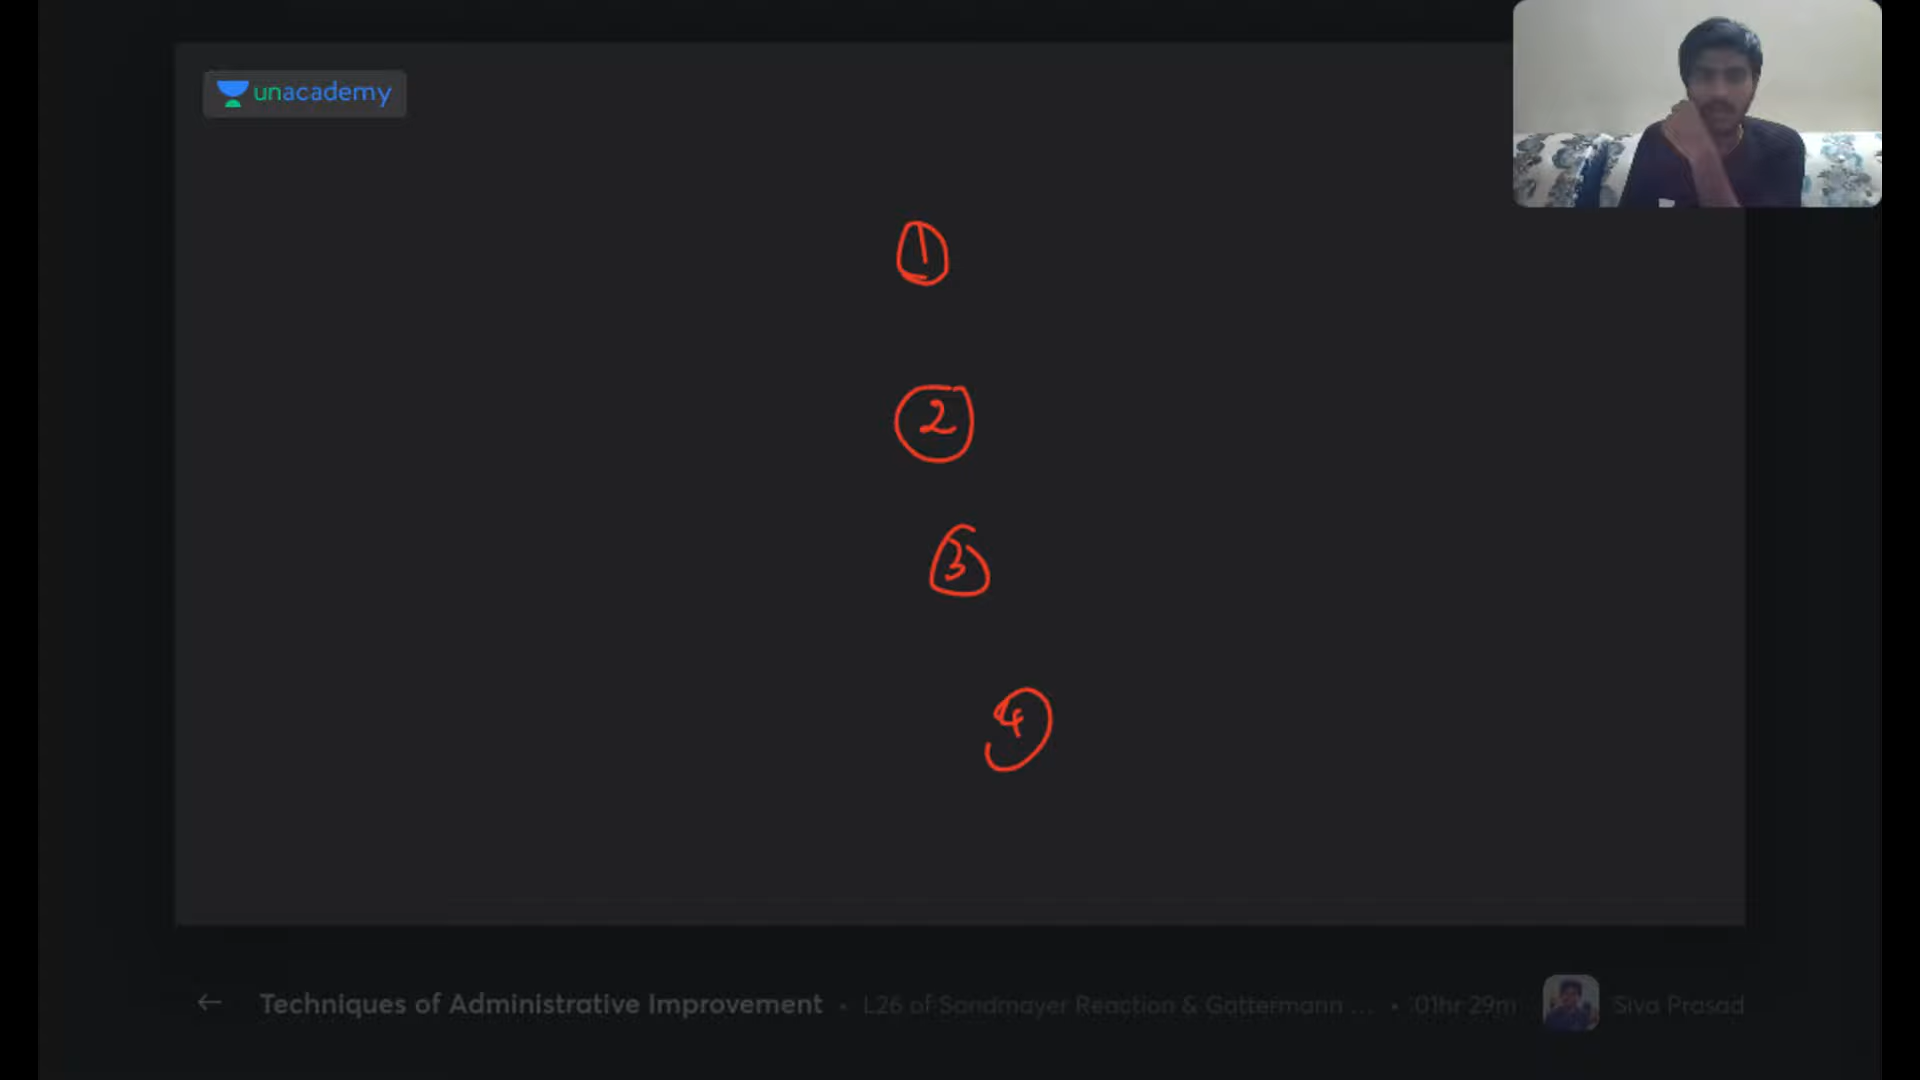 unacademy
1
2
3
4
Techniques of Administrative Improvement • L26 of Sandmayer Reaction & Gattermann ... • 01hr 29m Siva Prasad